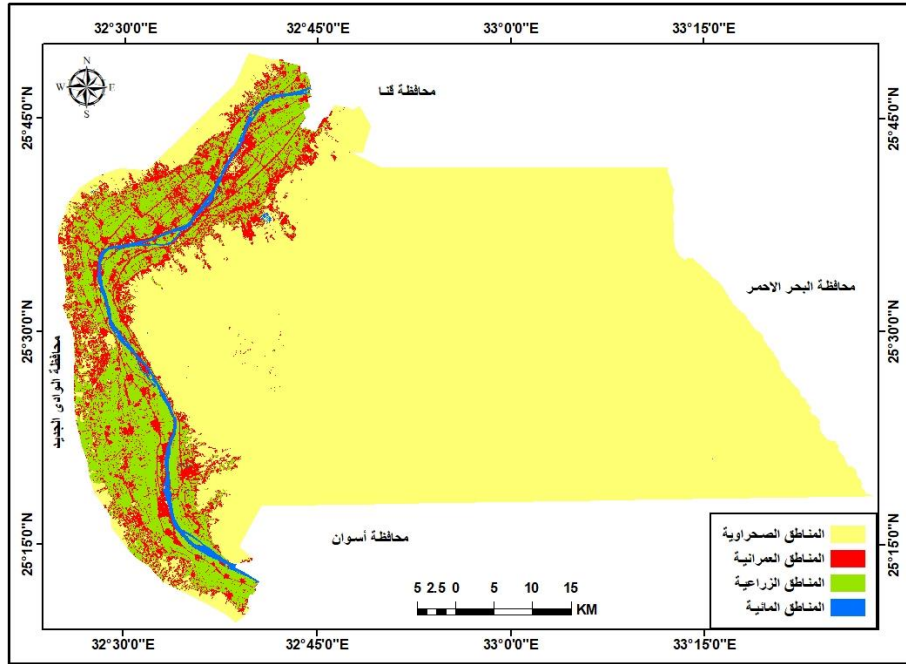 32°30'0"E 32°45'0"E 33°0'0"E 33°15'0"E
N
W E
S
محافظة قنا
25°45'0"N 25°45'0"N
محافظة البحر الاحمر
25°30'0"N 25°30'0"N
محافظة الوادى الجديد
محافظة أسوان
25°15'0"N 25°15'0"N
المناطق الصحراوية
المناطق العمرانية
المناطق الزراعية
المناطق المائية
5 2.5 0 5 10 15
KM
32°30'0"E 32°45'0"E 33°0'0"E 33°15'0"E